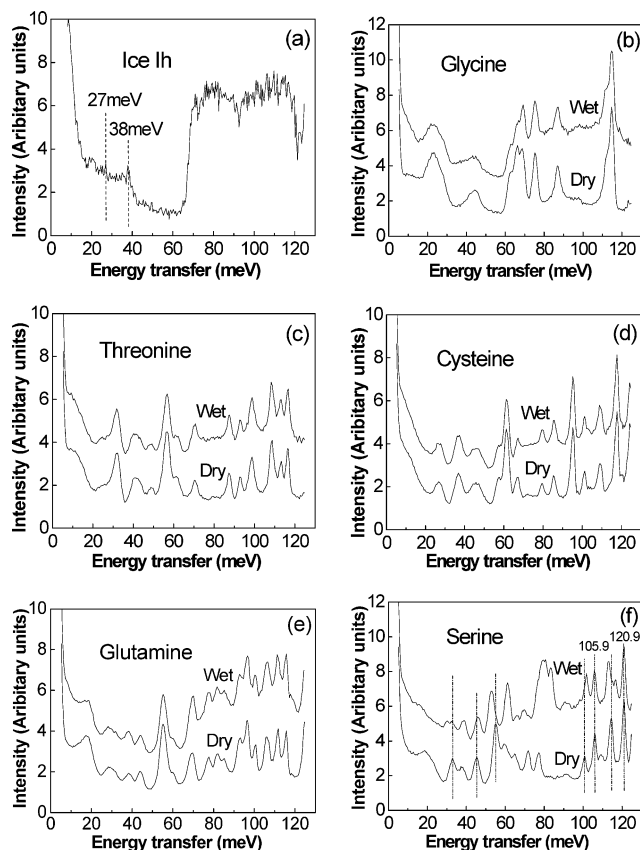 (a)
Ice Ih
27meV
38meV
Intensity (Aribitary units)
10
8
6
4
2
0
0 20 40 60 80 100 120
Energy transfer (meV)
(b)
Glycine
Wet
Dry
Intensity (Aribitary units)
12
10
8
6
4
2
0
0 20 40 60 80 100 120
Energy transfer (meV)
(c)
Threonine
Wet
Dry
Intensity (Aribitary units)
10
8
6
4
2
0
0 20 40 60 80 100 120
Energy transfer (meV)
(d)
Cysteine
Wet
Dry
Intensity (Aribitary units)
10
8
6
4
2
0
0 20 40 60 80 100 120
Energy transfer (meV)
(e)
Glutamine
Wet
Dry
Intensity (Aribitary units)
10
8
6
4
2
0
0 20 40 60 80 100 120
Energy transfer (meV)
(f)
Serine
120.9
105.9
Wet
Dry
Intensity (Aribitary units)
12
10
8
6
4
2
0
0 20 40 60 80 100 120
Energy transfer (meV)